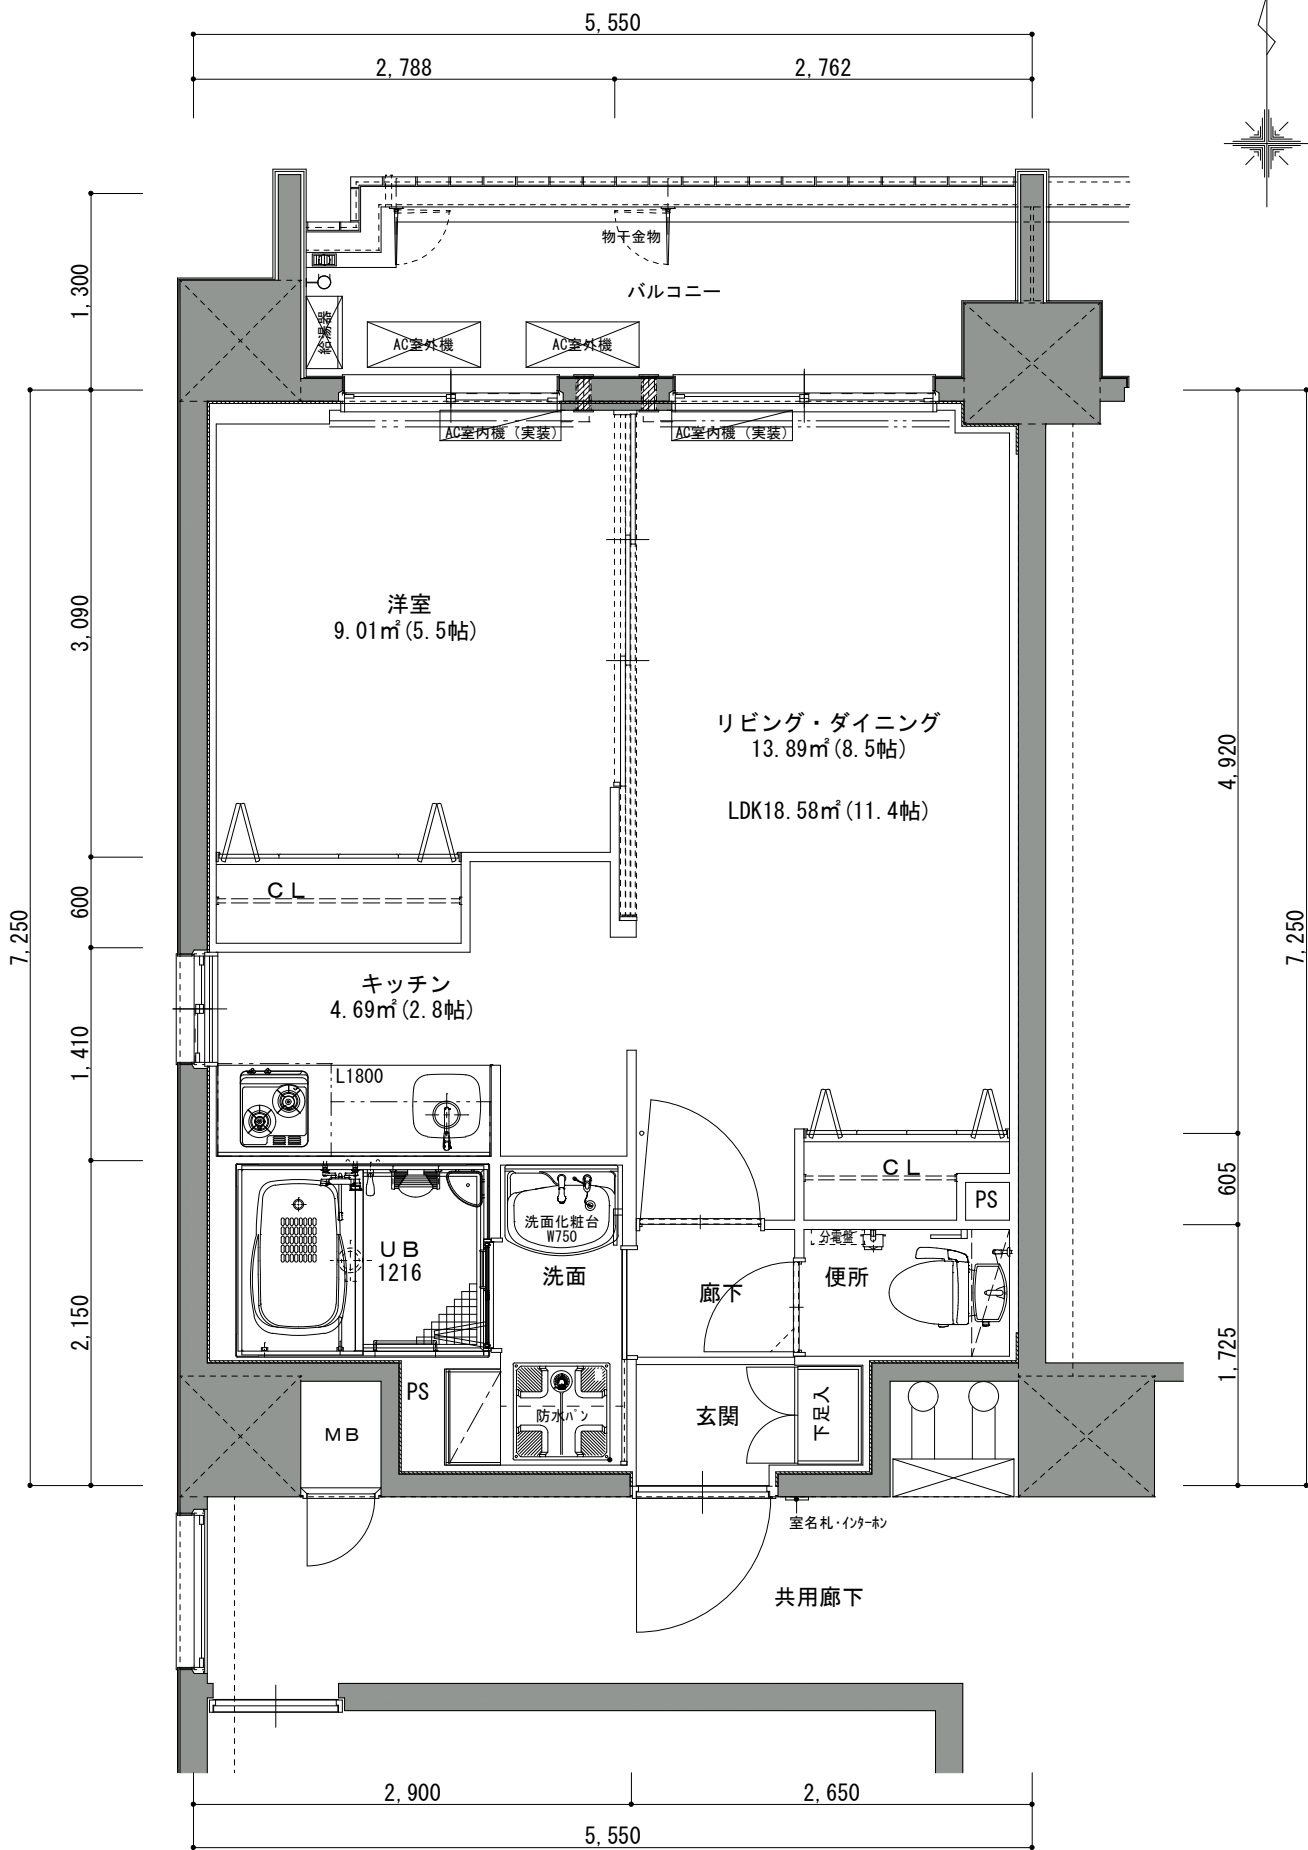 5,550
2,788
2,762
物干金物
バルコニー
1,300
給湯器
AC室外機
AC室外機
AC室内機（実装）
AC室内機（実装）
洋室
9.01㎡(5.5帖)
3,090
リビング・ダイニング
13.89㎡(8.5帖)
LDK18.58㎡(11.4帖)
4,920
CL
600
7,250
7,250
キッチン
4.69㎡(2.8帖)
1,410
L1800
CL
PS
605
洗面化粧台
W750
分電盤
UB
1216
洗面
廊下
便所
2,150
1,725
PS
MB
防水パン
玄関
下足入
室名札・インターホン
共用廊下
2,900
2,650
5,550